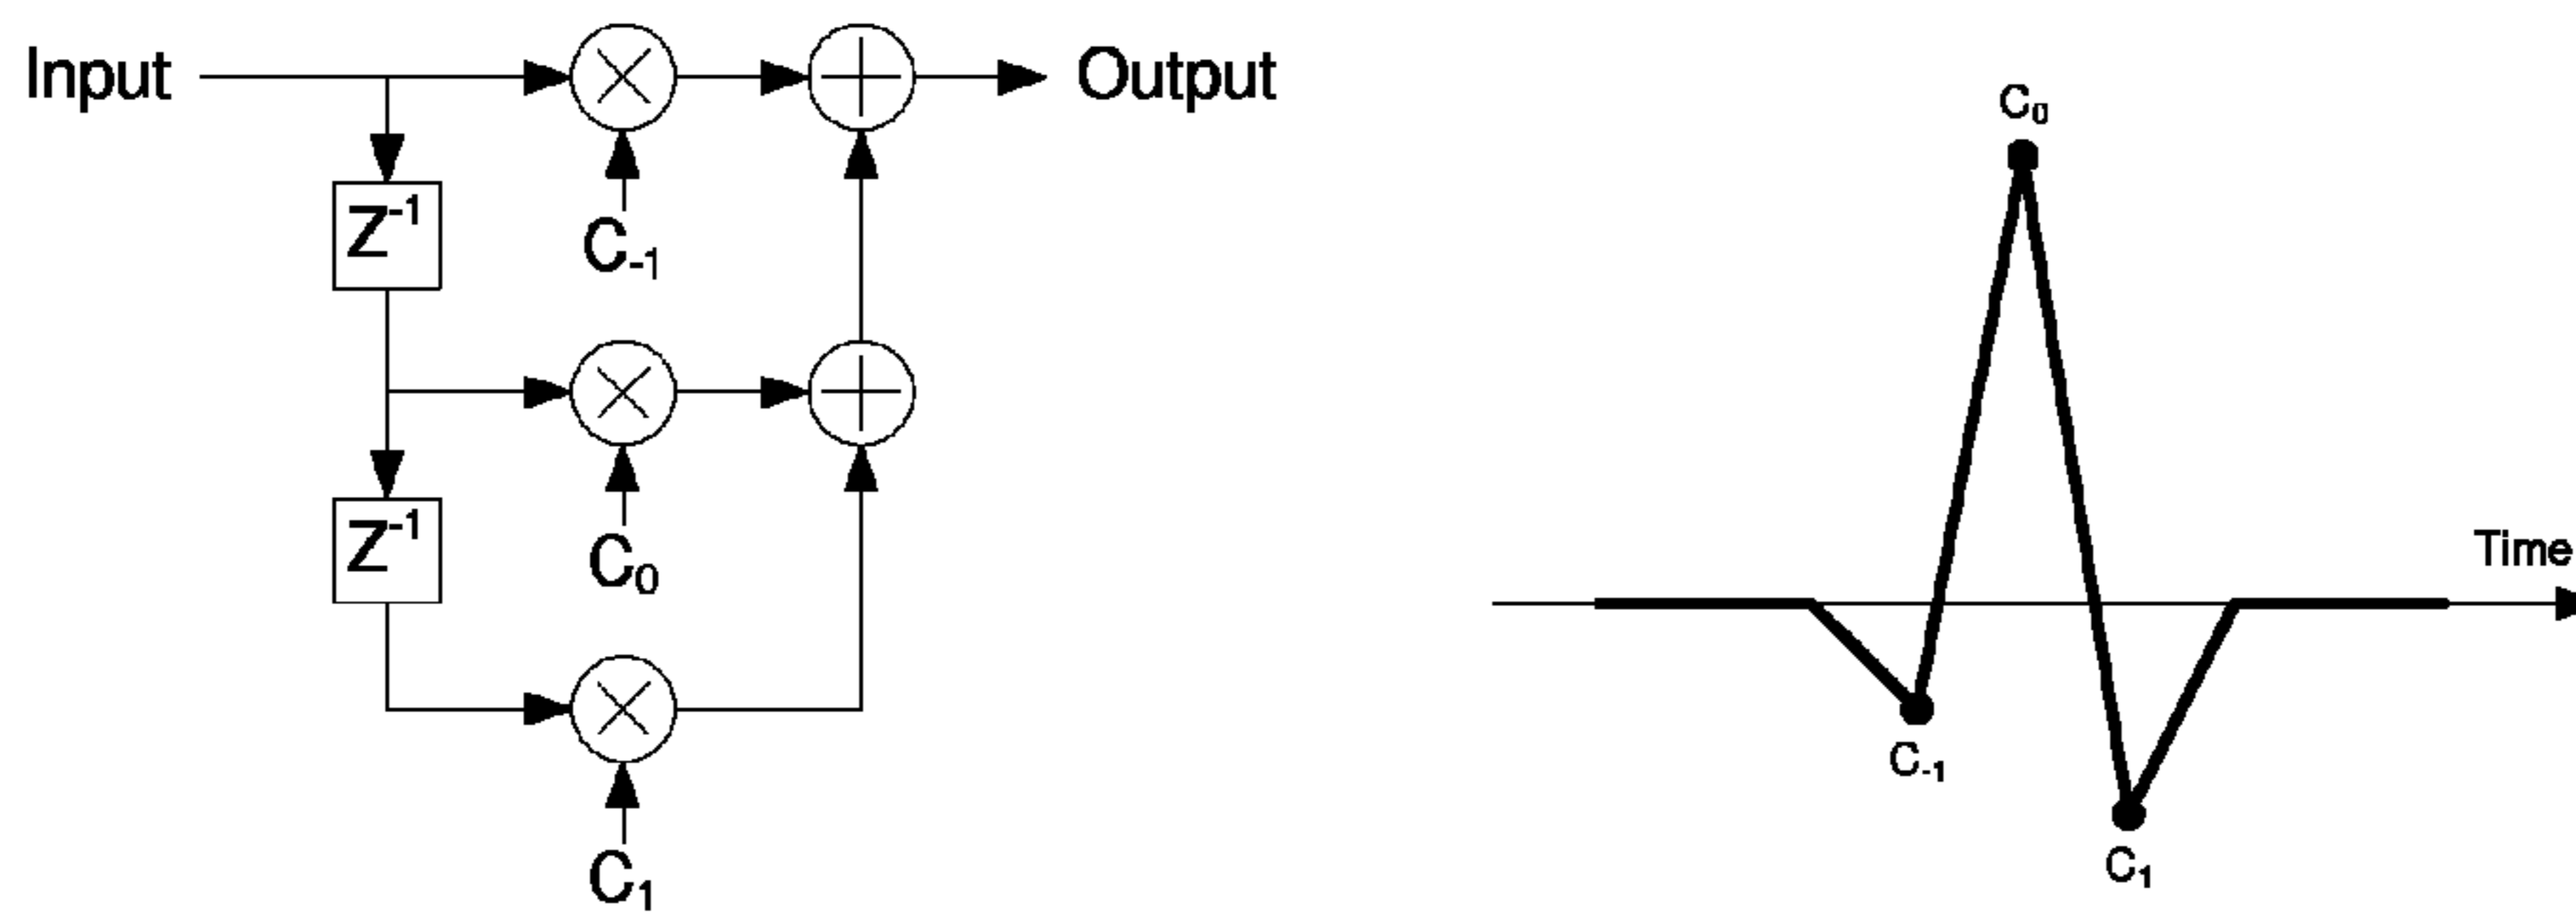 Input
Output
Z⁻¹
C₋₁
Z⁻¹
C₀
C₁
C₀
Time
C₋₁
C₁